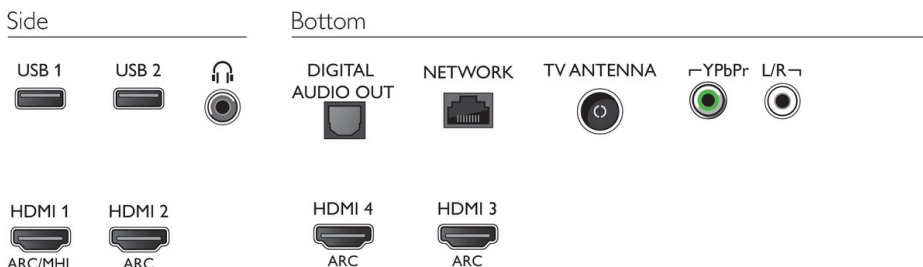 Side
Bottom
USB 1
USB 2
DIGITAL
AUDIO OUT
NETWORK
TV ANTENNA
YPbPr
L/R
HDMI 1
ARC/MHL
HDMI 2
ARC
HDMI 4
ARC
HDMI 3
ARC